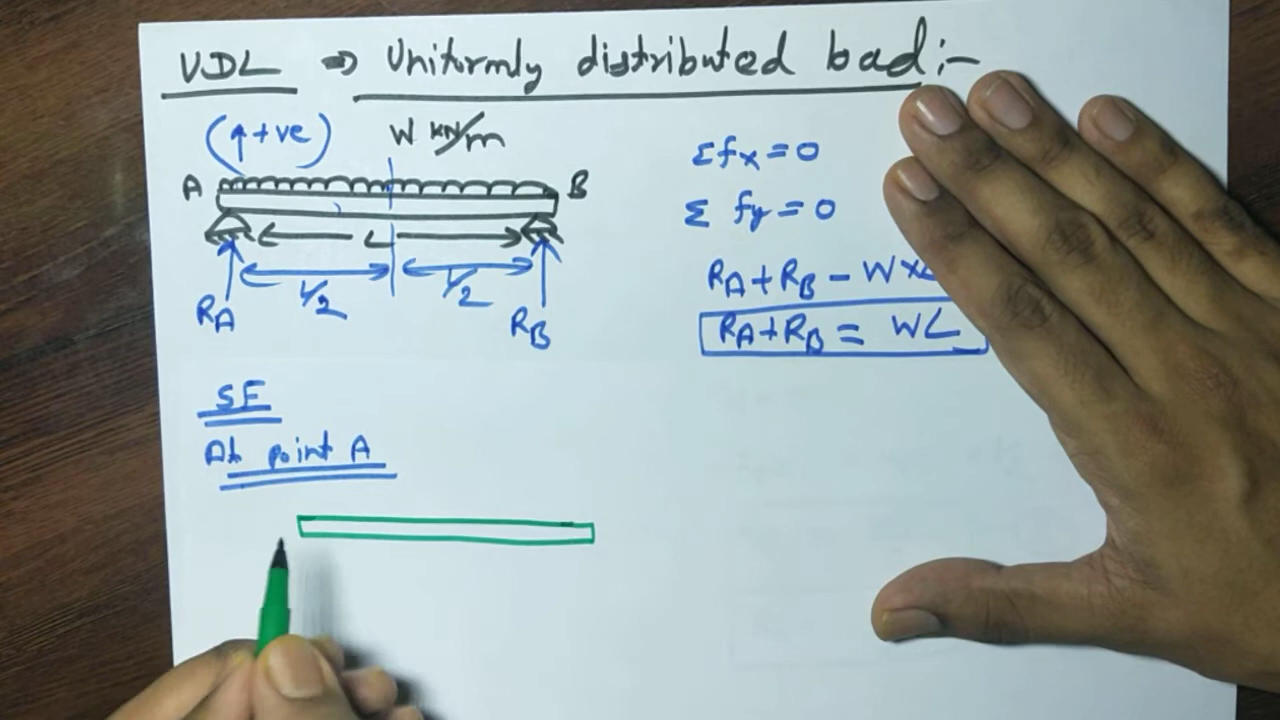 UDL ⇒ Uniformly distributed load :-
(↑+ve) W kN/m
A B
L
L/2 L/2
RA RB
Σfx=0
Σ fy=0
RA+RB - W×L
RA+RB = WL
SF
At point A